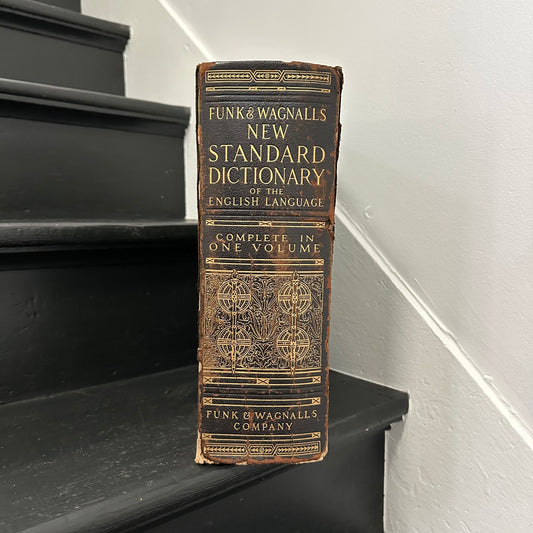 FUNK & WAGNALLS
NEW
STANDARD
DICTIONARY
OF THE
ENGLISH LANGUAGE
COMPLETE IN
ONE VOLUME
FUNK & WAGNALLS
COMPANY